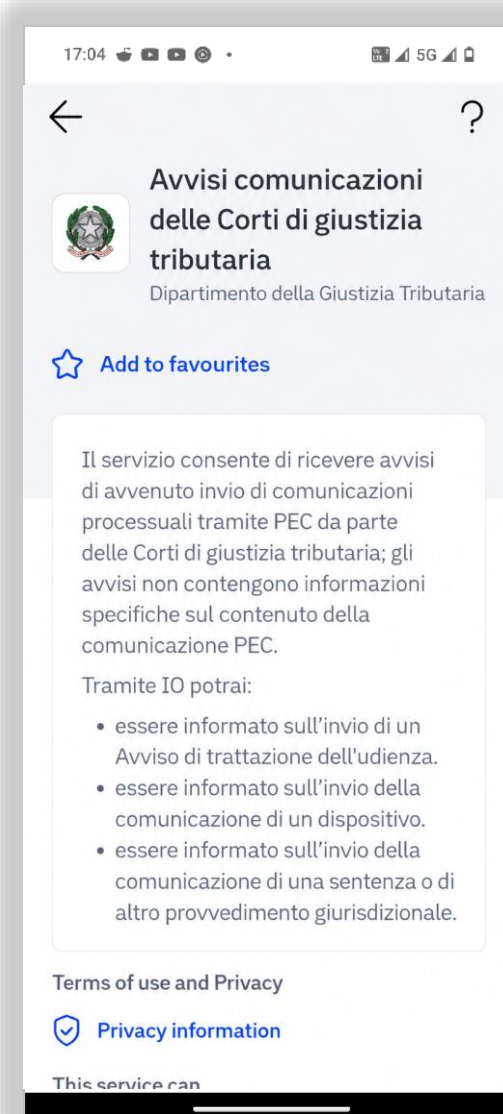 17:04
Vo 2
LTE
5G
?
Avvisi comunicazioni
delle Corti di giustizia
tributaria
Dipartimento della Giustizia Tributaria
Add to favourites
Il servizio consente di ricevere avvisi
di avvenuto invio di comunicazioni
processuali tramite PEC da parte
delle Corti di giustizia tributaria; gli
avvisi non contengono informazioni
specifiche sul contenuto della
comunicazione PEC.
Tramite IO potrai:
• essere informato sull'invio di un
Avviso di trattazione dell'udienza.
• essere informato sull'invio della
comunicazione di un dispositivo.
• essere informato sull'invio della
comunicazione di una sentenza o di
altro provvedimento giurisdizionale.
Terms of use and Privacy
Privacy information
This service can